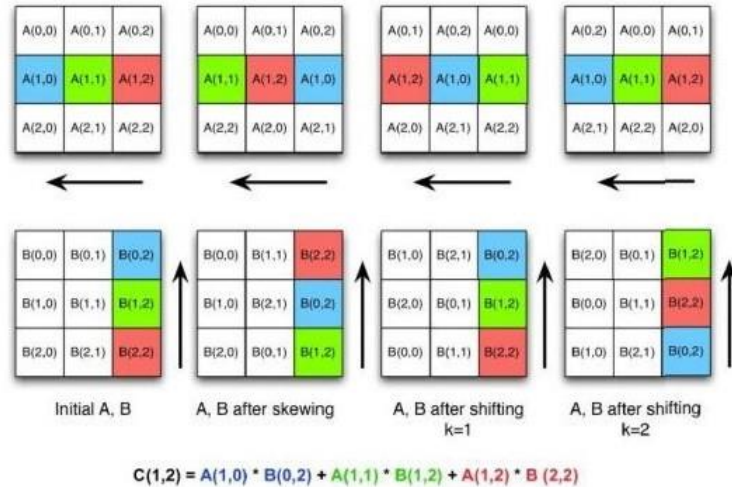 A(0,0) A(0,1) A(0,2) A(0,0) A(0,1) A(0,2) A(0,1) A(0,2) A(0,0) A(0,2) A(0,0) A(0,1)
A(1,0) A(1,1) A(1,2) A(1,1) A(1,2) A(1,0) A(1,2) A(1,0) A(1,1) A(1,0) A(1,1) A(1,2)
A(2,0) A(2,1) A(2,2) A(2,2) A(2,0) A(2,1) A(2,0) A(2,1) A(2,2) A(2,1) A(2,2) A(2,0)
B(0,0) B(0,1) B(0,2) B(0,0) B(1,1) B(2,2) B(1,0) B(2,1) B(0,2) B(2,0) B(0,1) B(1,2)
B(1,0) B(1,1) B(1,2) B(1,0) B(2,1) B(0,2) B(2,0) B(0,1) B(1,2) B(0,0) B(1,1) B(2,2)
B(2,0) B(2,1) B(2,2) B(2,0) B(0,1) B(1,2) B(0,0) B(1,1) B(2,2) B(1,0) B(2,1) B(0,2)
Initial A, B
A, B after skewing
A, B after shifting
k=1
A, B after shifting
k=2
C(1,2) = A(1,0) * B(0,2) + A(1,1) * B(1,2) + A(1,2) * B (2,2)